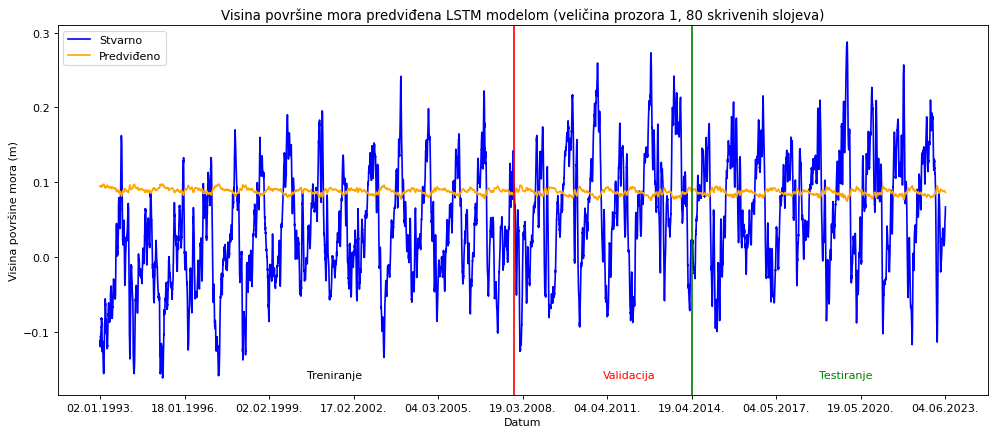 Visina površine mora predviđena LSTM modelom (veličina prozora 1, 80 skrivenih slojeva)
Stvarno
Predviđeno
Visina površine mora (m)
0.3
0.2
0.1
0.0
−0.1
Treniranje
Validacija
Testiranje
02.01.1993.
18.01.1996.
02.02.1999.
17.02.2002.
04.03.2005.
19.03.2008.
04.04.2011.
19.04.2014.
04.05.2017.
19.05.2020.
04.06.2023.
Datum